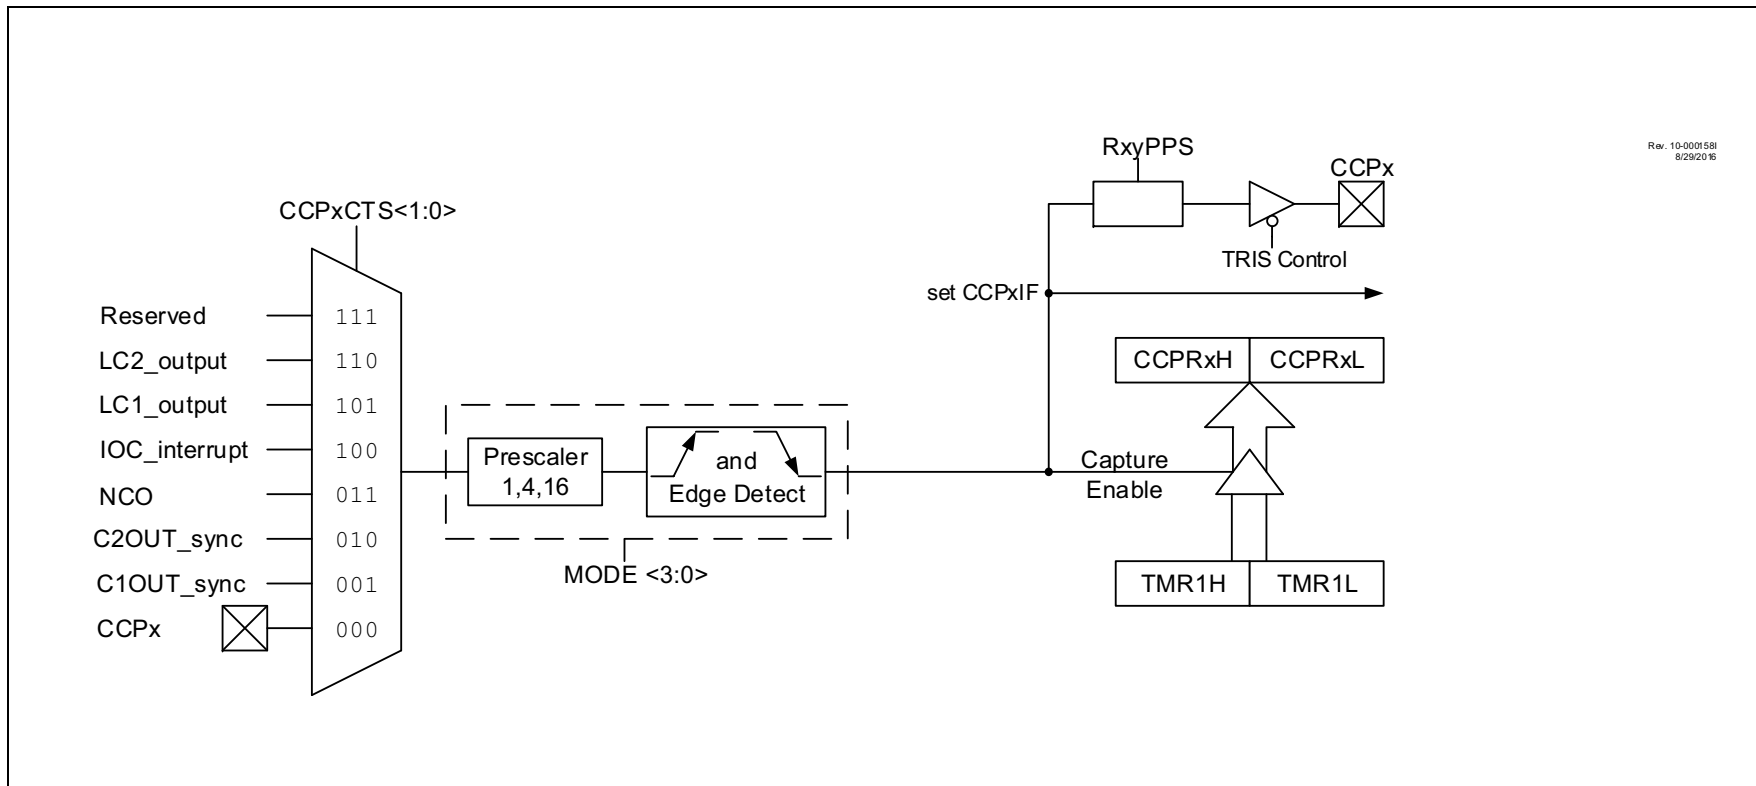 RxyPPS
Rev. 10-000158I
8/29/2016
CCPx
CCPxCTS<1:0>
TRIS Control
set CCPxIF
Reserved 111
LC2_output 110
CCPRxH CCPRxL
LC1_output 101
IOC_interrupt 100
NCO 011
C2OUT_sync 010
C1OUT_sync 001
CCPx 000
Prescaler
1,4,16
and
Edge Detect
MODE <3:0>
Capture
Enable
TMR1H TMR1L